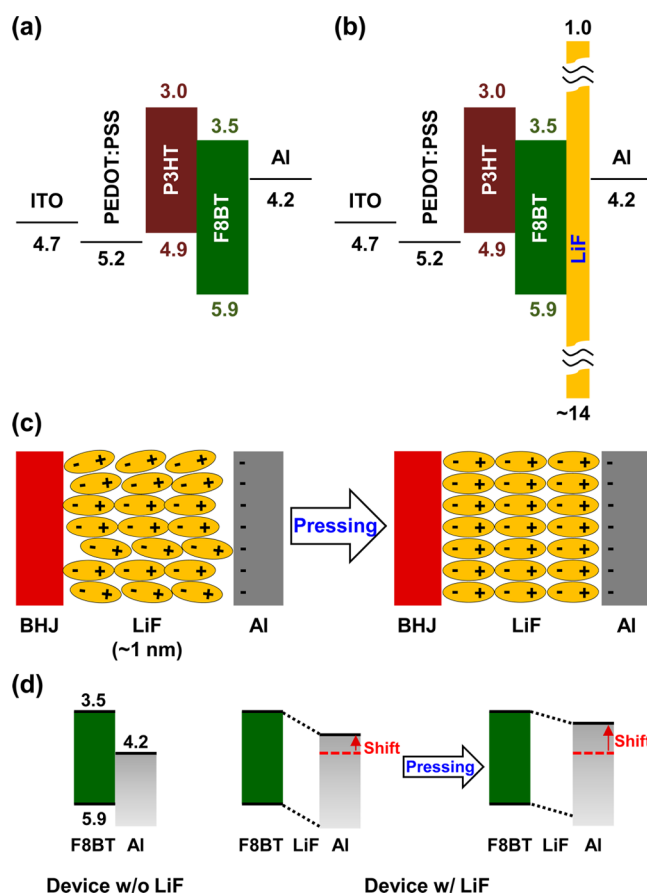 (a)
3.0
3.5
PEDOT:PSS
P3HT
F8BT
Al
ITO
4.2
4.7
5.2
4.9
5.9
(b)
1.0
3.0
3.5
PEDOT:PSS
P3HT
F8BT
LiF
Al
ITO
4.2
4.7
5.2
4.9
5.9
~14
(c)
- + - + - + -
- + - + - + -
- + - + - + -
- + - + - + -
- + - + - + -
- + - + - + -
- + - + - + -
Pressing
- + - + - + -
- + - + - + -
- + - + - + -
- + - + - + -
- + - + - + -
- + - + - + -
- + - + - + -
BHJ LiF Al
(~1 nm)
BHJ LiF Al
(d)
3.5
4.2
5.9
F8BT Al
Shift
F8BT LiF Al
Pressing
Shift
F8BT LiF Al
Device w/o LiF
Device w/ LiF